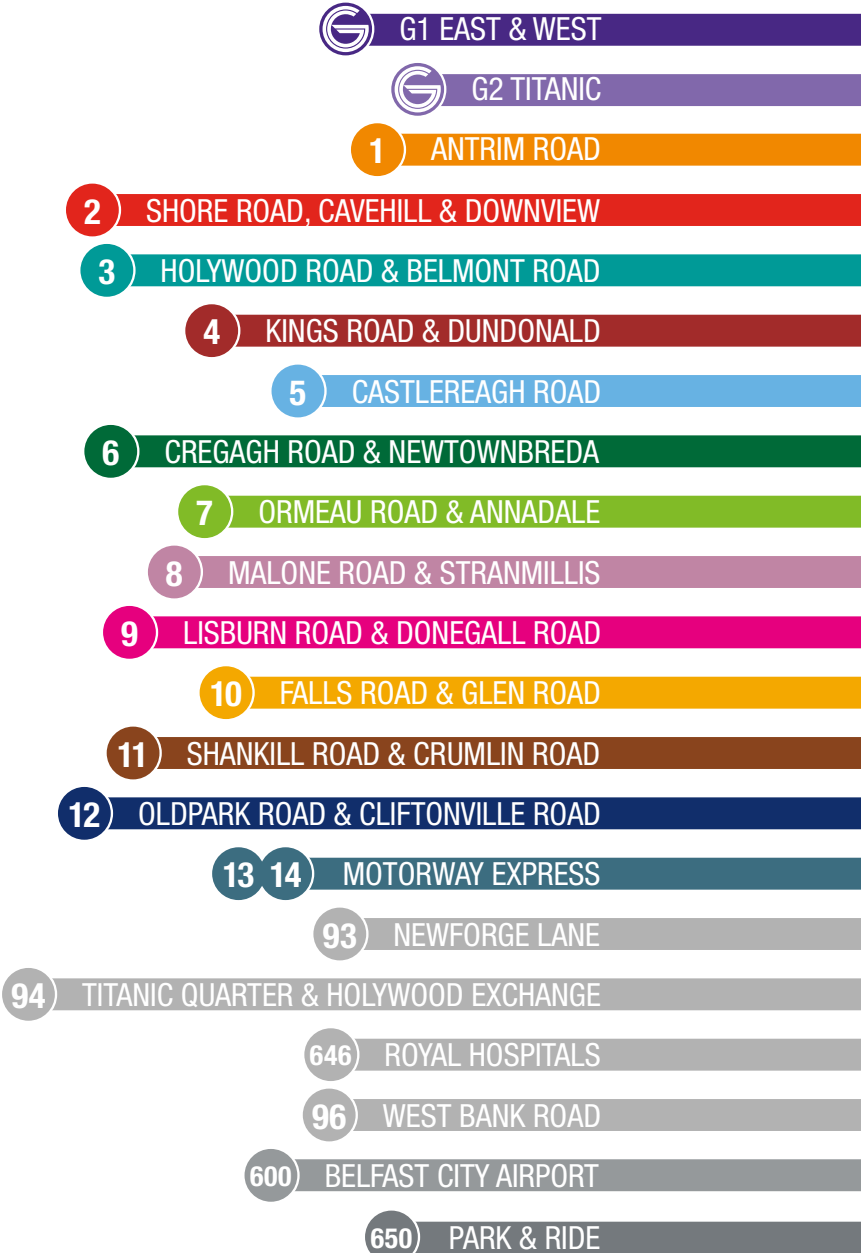 G G1 EAST & WEST
G G2 TITANIC
1 ANTRIM ROAD
2 SHORE ROAD, CAVEHILL & DOWNVIEW
3 HOLYWOOD ROAD & BELMONT ROAD
4 KINGS ROAD & DUNDONALD
5 CASTLEREAGH ROAD
6 CREGAGH ROAD & NEWTOWNBREDA
7 ORMEAU ROAD & ANNADALE
8 MALONE ROAD & STRANMILLIS
9 LISBURN ROAD & DONEGALL ROAD
10 FALLS ROAD & GLEN ROAD
11 SHANKILL ROAD & CRUMLIN ROAD
12 OLDPARK ROAD & CLIFTONVILLE ROAD
13 14 MOTORWAY EXPRESS
93 NEWFORGE LANE
94 TITANIC QUARTER & HOLYWOOD EXCHANGE
646 ROYAL HOSPITALS
96 WEST BANK ROAD
600 BELFAST CITY AIRPORT
650 PARK & RIDE